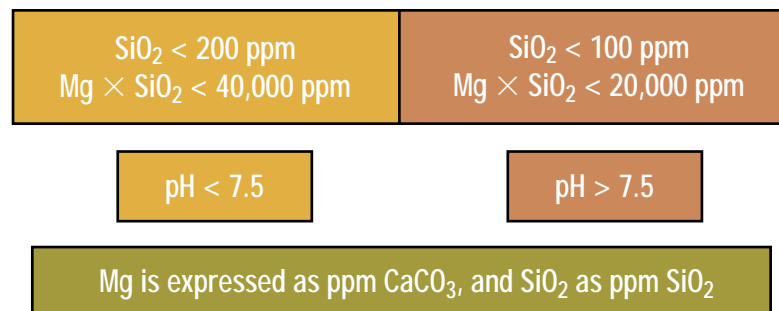 SiO₂ < 200 ppm
Mg × SiO₂ < 40,000 ppm
SiO₂ < 100 ppm
Mg × SiO₂ < 20,000 ppm
pH < 7.5
pH > 7.5
Mg is expressed as ppm CaCO₃, and SiO₂ as ppm SiO₂